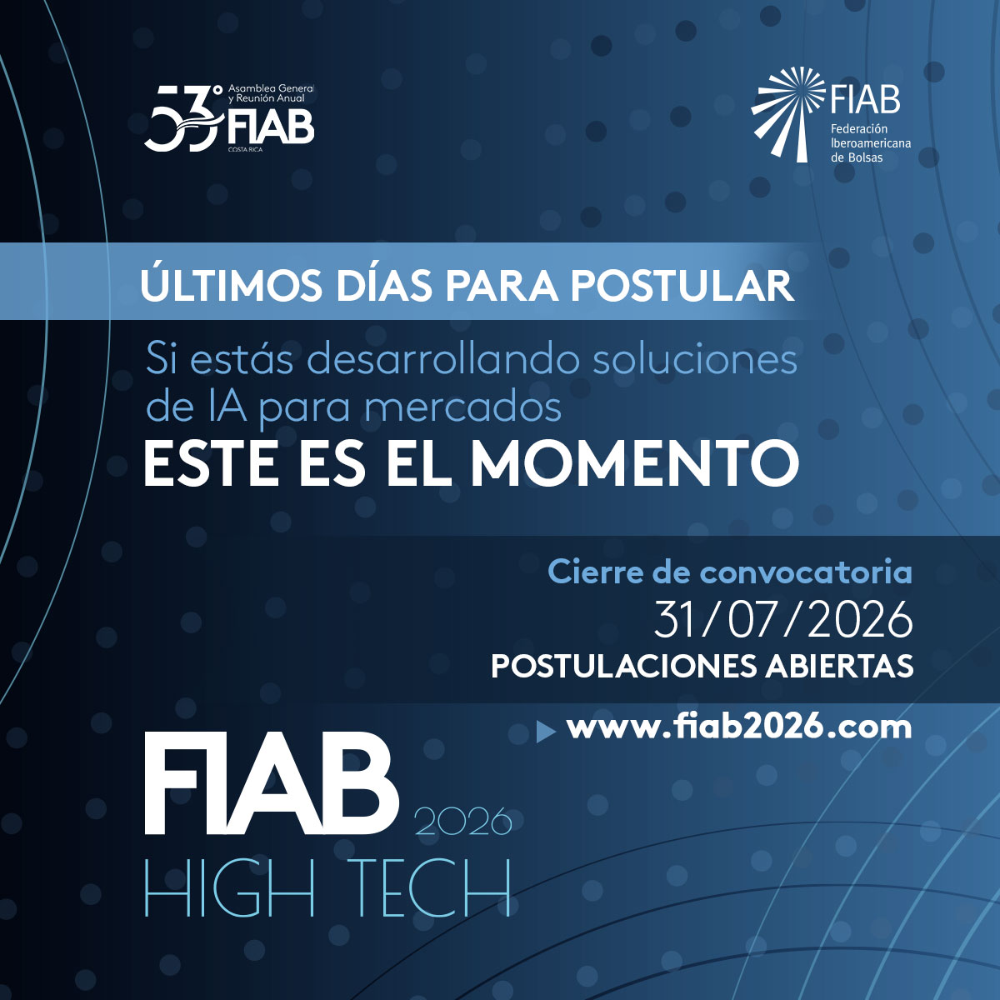 53°
Asamblea General
y Reunión Anual
FIAB
COSTA RICA
FIAB
Federación
Iberoamericana
de Bolsas
ÚLTIMOS DÍAS PARA POSTULAR
Si estás desarrollando soluciones
de IA para mercados
ESTE ES EL MOMENTO
Cierre de convocatoria
31/07/2026
POSTULACIONES ABIERTAS
www.fiab2026.com
FIAB 2026
HIGH TECH